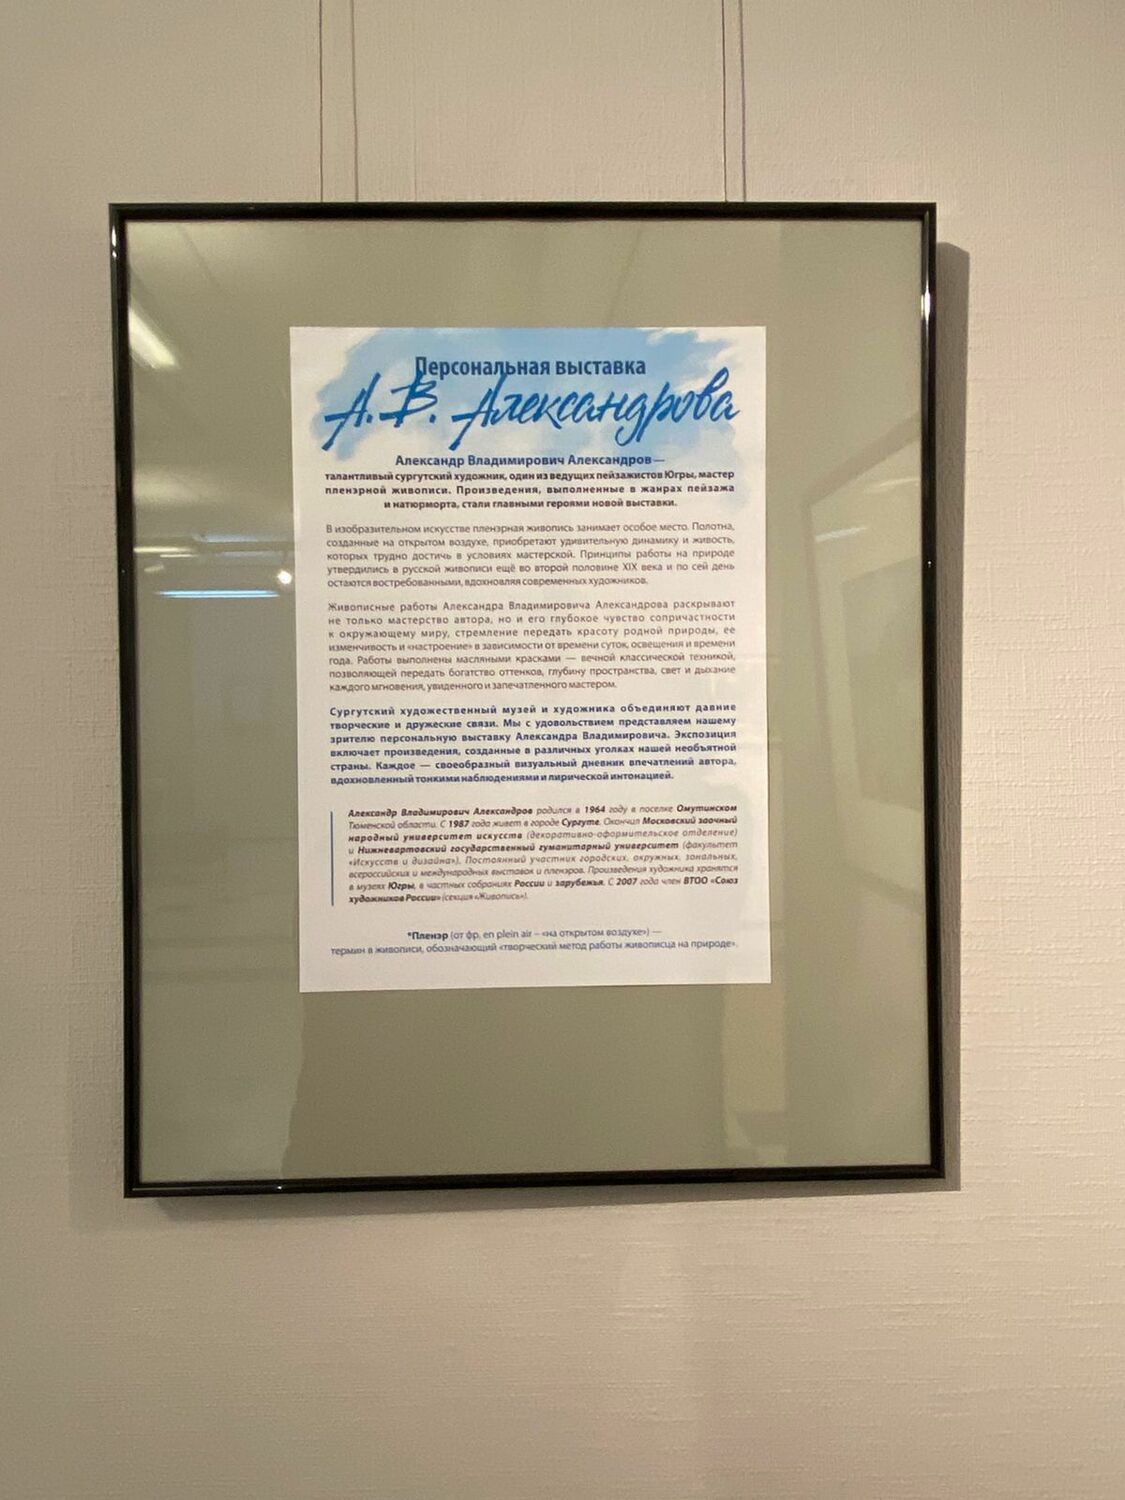 Персональная выставка
А. В. Александрова
Александр Владимирович Александров —
талантливый сургутский художник, один из ведущих пейзажистов Югры, мастер
пленэрной живописи. Произведения, выполненные в жанрах пейзажа
и натюрморта, стали главными героями новой выставки.
В изобразительном искусстве пленэрная живопись занимает особое место. Полотна,
созданные на открытом воздухе, приобретают удивительную динамику и живость,
которых трудно достичь в условиях мастерской. Принципы работы на природе
утвердились в русской живописи ещё во второй половине XIX века и по сей день
остаются востребованными, вдохновляя современных художников.
Живописные работы Александра Владимировича Александрова раскрывают
не только мастерство автора, но и его глубокое чувство сопричастности
к окружающему миру, стремление передать красоту родной природы, ее
изменчивость и «настроение» в зависимости от времени суток, освещения и времени
года. Работы выполнены масляными красками — вечной классической техникой,
позволяющей передать богатство оттенков, глубину пространства, свет и дыхание
каждого мгновения, увиденного и запечатленного мастером.
Сургутский художественный музей и художника объединяют давние
творческие и дружеские связи. Мы с удовольствием представляем нашему
зрителю персональную выставку Александра Владимировича. Экспозиция
включает произведения, созданные в различных уголках нашей необъятной
страны. Каждое — своеобразный визуальный дневник впечатлений автора,
вдохновленный тонкими наблюдениями и лирической интонацией.
Александр Владимирович Александров родился в 1964 году в поселке Омутинском
Тюменской области. С 1987 года живет в городе Сургуте. Окончил Московский заочный
народный университет искусств (декоративно-оформительское отделение)
и Нижневартовский государственный гуманитарный университет (факультет
«Искусств и дизайна»). Постоянный участник городских, окружных, зональных,
всероссийских и международных выставок и пленэров. Произведения художника хранятся
в музеях Югры, в частных собраниях России и зарубежья. С 2007 года член ВТОО «Союз
художников России» (секция «Живопись»).
*Пленэр (от фр. en plein air – «на открытом воздухе») —
термин в живописи, обозначающий «творческий метод работы живописца на природе».